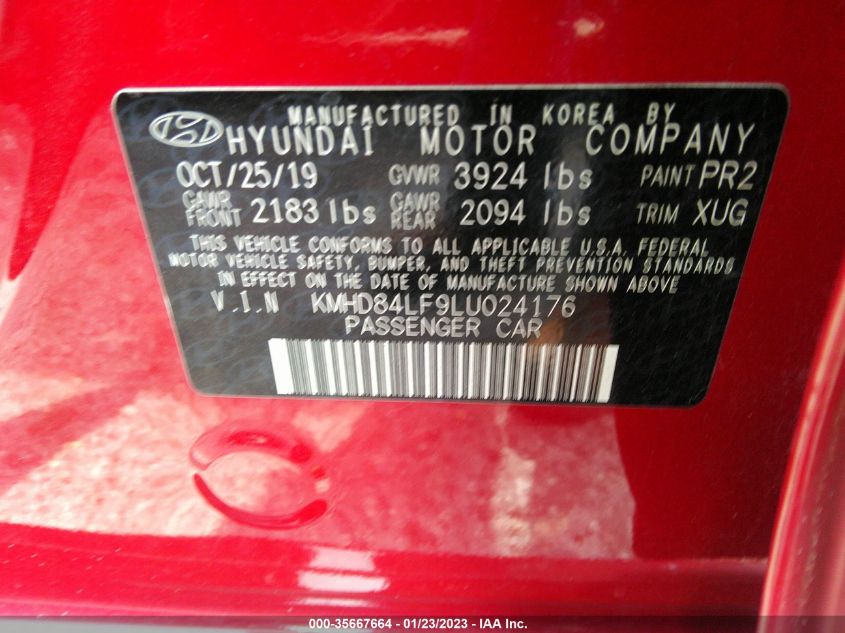 MANUFACTURED IN KOREA BY
HYUNDAI MOTOR COMPANY
OCT/25/19 GVWR 3924 lbs PAINT PR2
GAWR FRONT 2183 lbs GAWR REAR 2094 lbs TRIM XUG
THIS VEHICLE CONFORMS TO ALL APPLICABLE U.S.A. FEDERAL
MOTOR VEHICLE SAFETY, BUMPER, AND THEFT PREVENTION STANDARDS
IN EFFECT ON THE DATE OF MANUFACTURE SHOWN ABOVE.
V.I.N KMHD84LF9LU024176
PASSENGER CAR
000-35667664 - 01/23/2023 - IAA Inc.